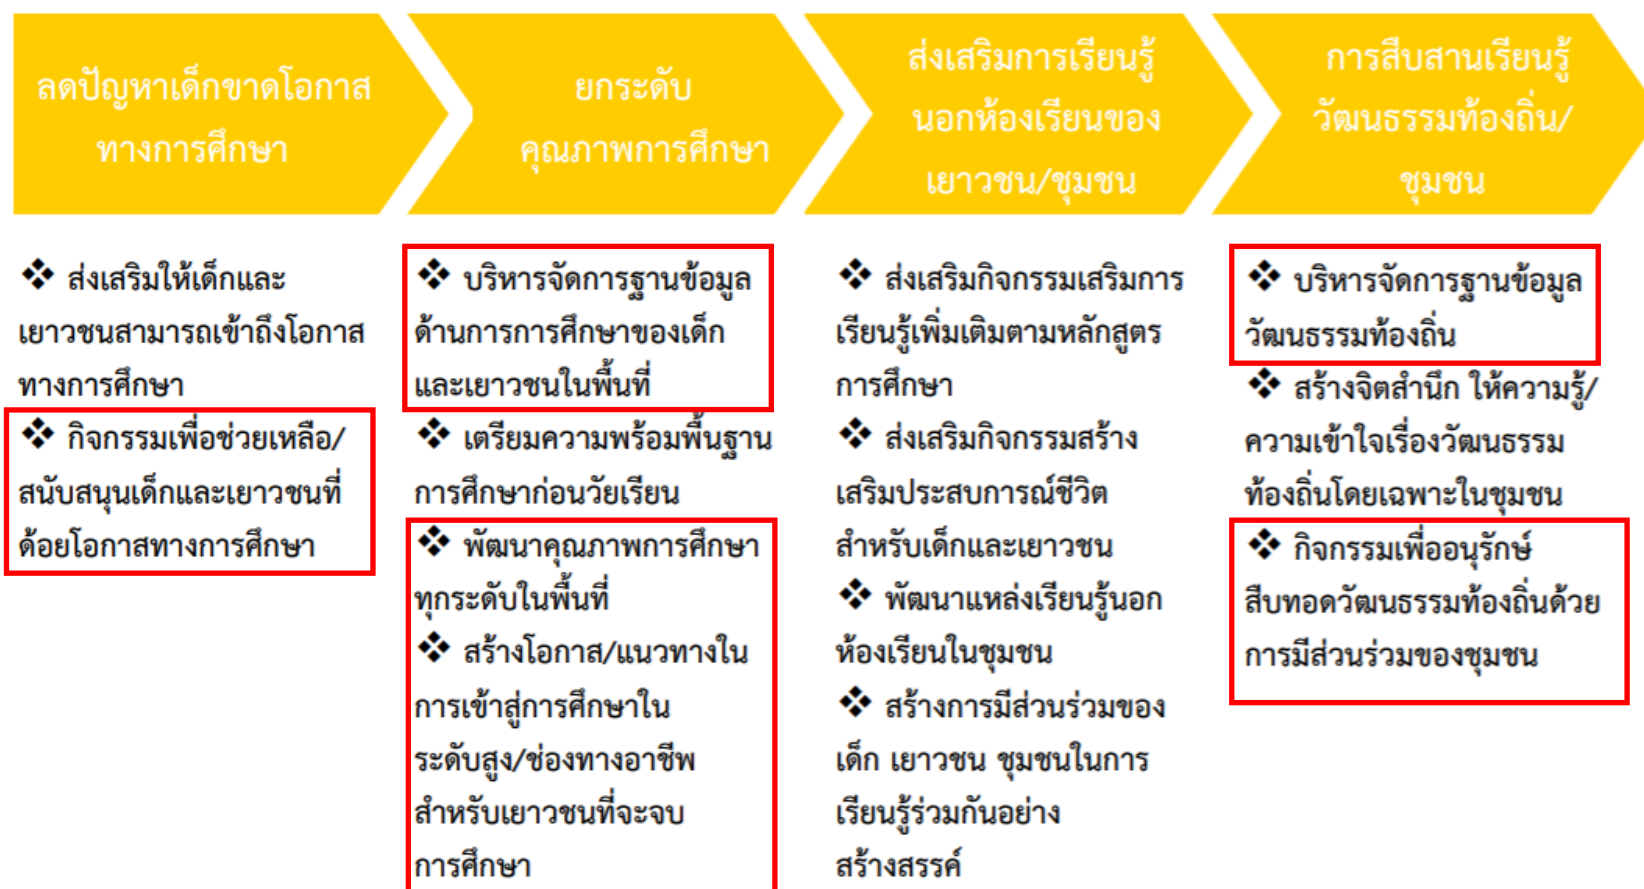 ลดปัญหาเด็กขาดโอกาส
ทางการศึกษา
ยกระดับ
คุณภาพการศึกษา
ส่งเสริมการเรียนรู้
นอกห้องเรียนของ
เยาวชน/ชุมชน
การสืบสานเรียนรู้
วัฒนธรรมท้องถิ่น/
ชุมชน
❖ ส่งเสริมให้เด็กและ
เยาวชนสามารถเข้าถึงโอกาส
ทางการศึกษา
❖ กิจกรรมเพื่อช่วยเหลือ/
สนับสนุนเด็กและเยาวชนที่
ด้อยโอกาสทางการศึกษา
❖ บริหารจัดการฐานข้อมูล
ด้านการการศึกษาของเด็ก
และเยาวชนในพื้นที่
❖ เตรียมความพร้อมพื้นฐาน
การศึกษาก่อนวัยเรียน
❖ พัฒนาคุณภาพการศึกษา
ทุกระดับในพื้นที่
❖ สร้างโอกาส/แนวทางใน
การเข้าสู่การศึกษาใน
ระดับสูง/ช่องทางอาชีพ
สำหรับเยาวชนที่จะจบ
การศึกษา
❖ ส่งเสริมกิจกรรมเสริมการ
เรียนรู้เพิ่มเติมตามหลักสูตร
การศึกษา
❖ ส่งเสริมกิจกรรมสร้าง
เสริมประสบการณ์ชีวิต
สำหรับเด็กและเยาวชน
❖ พัฒนาแหล่งเรียนรู้นอก
ห้องเรียนในชุมชน
❖ สร้างการมีส่วนร่วมของ
เด็ก เยาวชน ชุมชนในการ
เรียนรู้ร่วมกันอย่าง
สร้างสรรค์
❖ บริหารจัดการฐานข้อมูล
วัฒนธรรมท้องถิ่น
❖ สร้างจิตสำนึก ให้ความรู้/
ความเข้าใจเรื่องวัฒนธรรม
ท้องถิ่นโดยเฉพาะในชุมชน
❖ กิจกรรมเพื่ออนุรักษ์
สืบทอดวัฒนธรรมท้องถิ่นด้วย
การมีส่วนร่วมของชุมชน